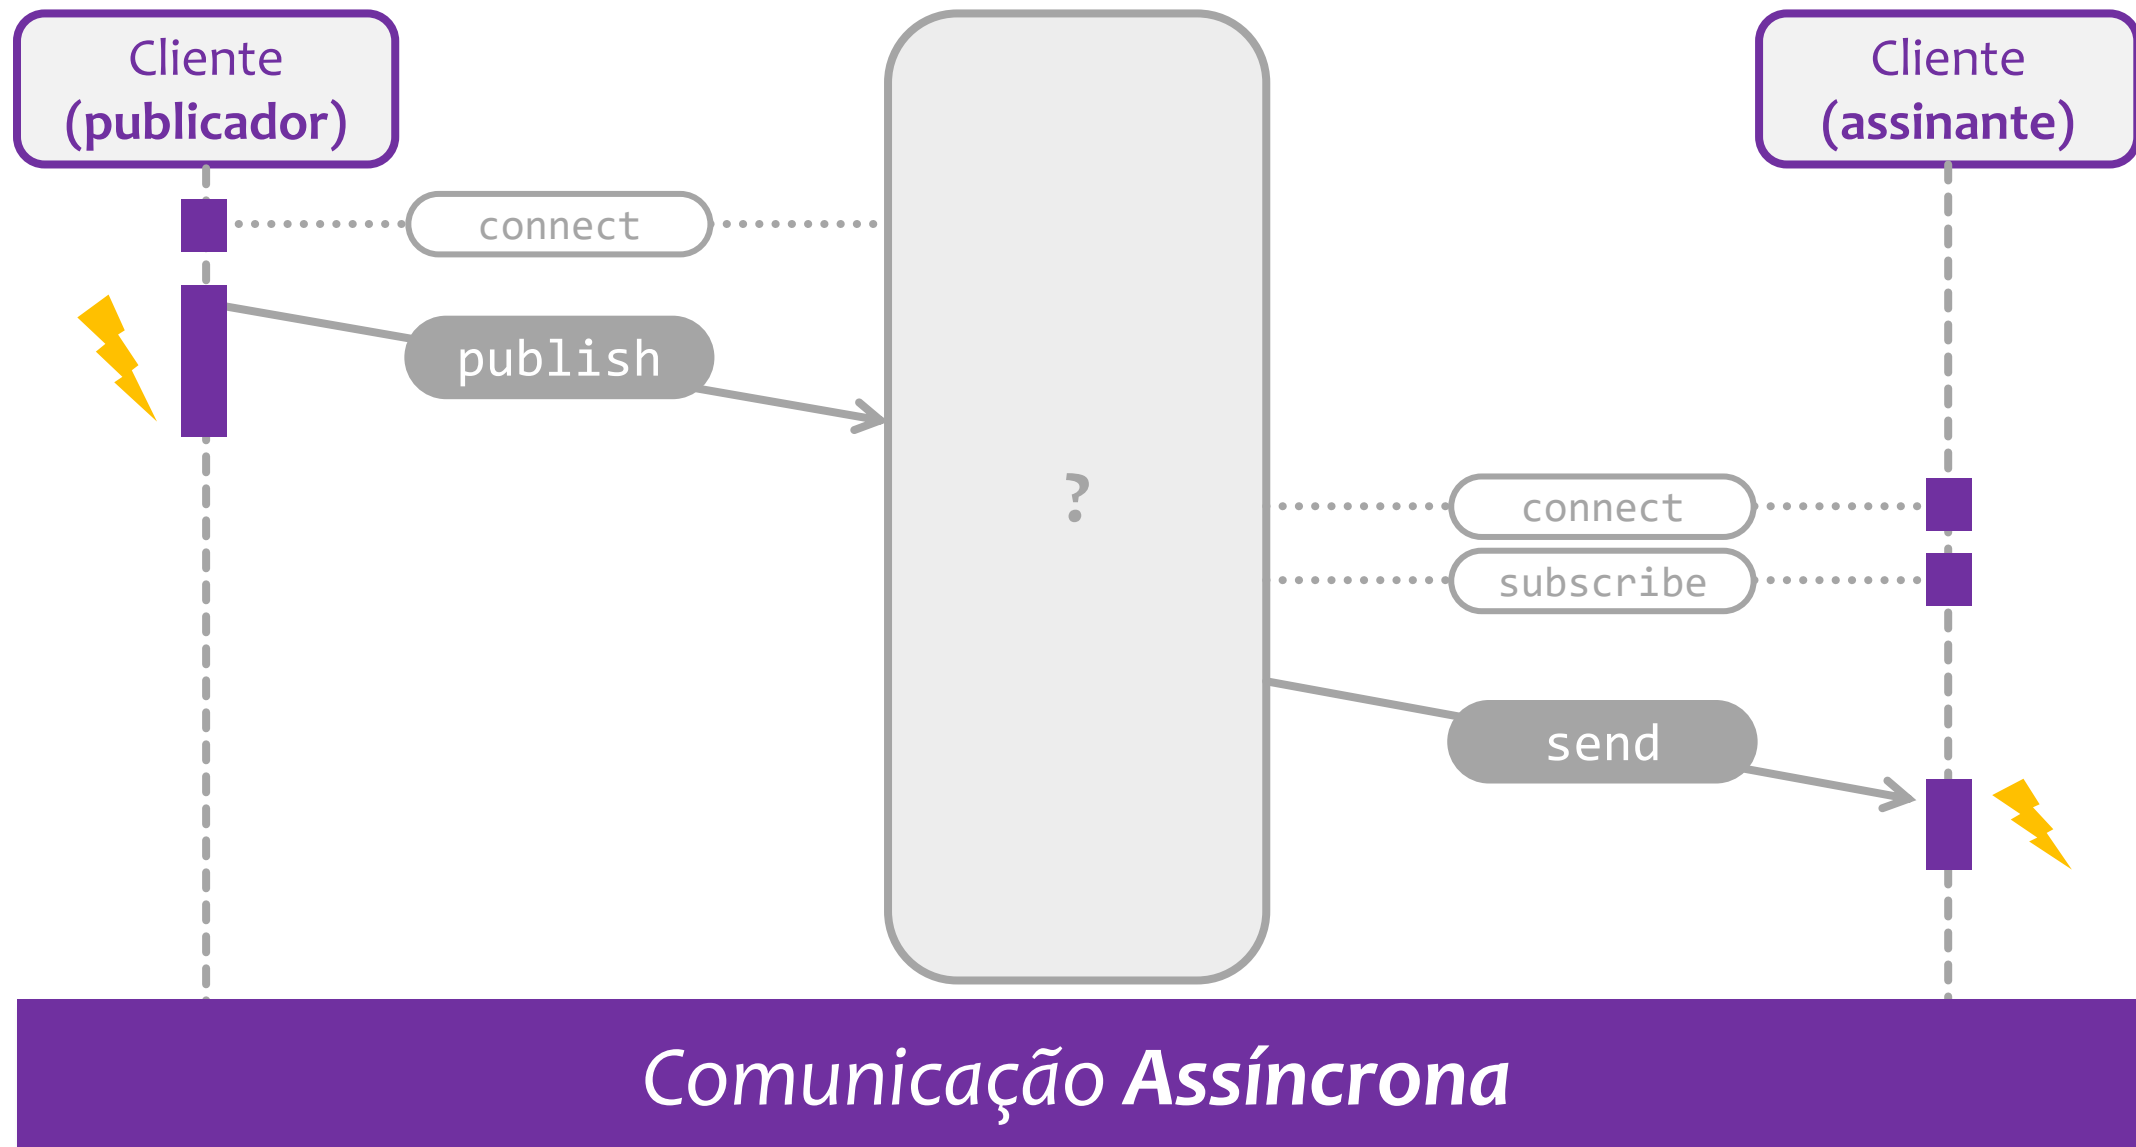 Cliente
(publicador)
Cliente
(assinante)
connect
publish
?
connect
subscribe
send
Comunicação Assíncrona